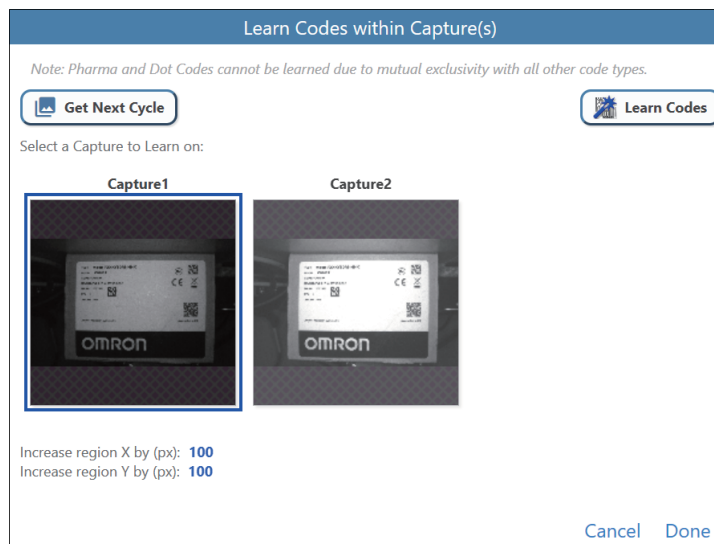 Learn Codes within Capture(s)
Note: Pharma and Dot Codes cannot be learned due to mutual exclusivity with all other code types.
Get Next Cycle
Learn Codes
Select a Capture to Learn on:
Capture1
Capture2
CE
CE
OMRON
OMRON
Increase region X by (px): 100
Increase region Y by (px): 100
Cancel
Done